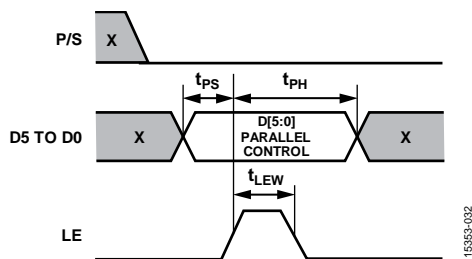 P/S X
tPS tPH
D5 TO D0 X D[5:0] PARALLEL CONTROL X
tLEW
LE
15353-032